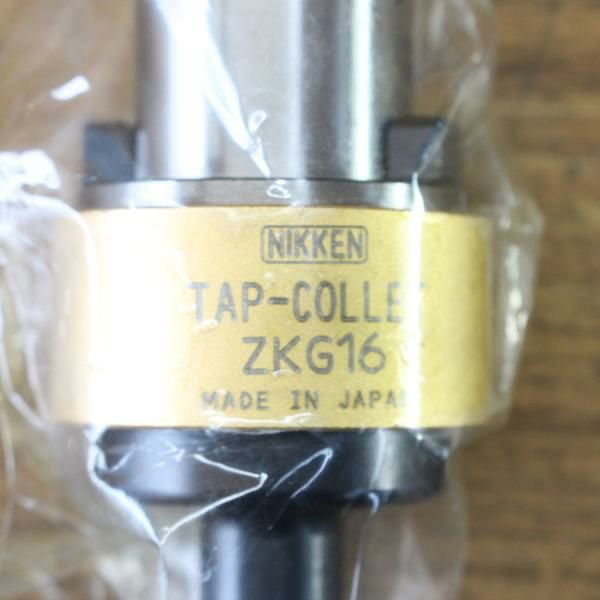 NIKKEN
TAP-COLLET
ZKG16
MADE IN JAPAN